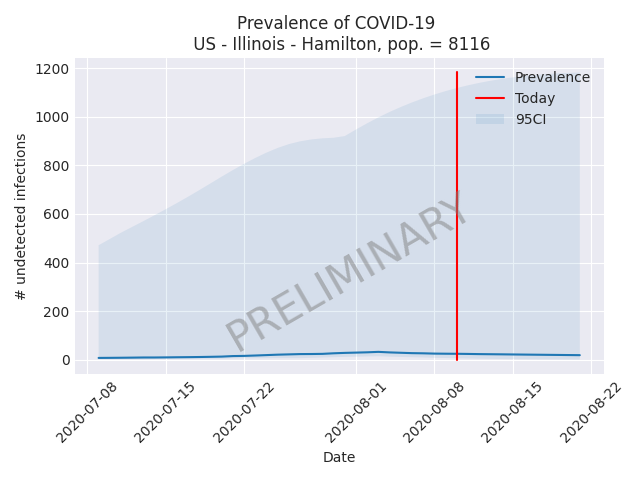 Prevalence of COVID-19
US - Illinois - Hamilton, pop. = 8116
# undetected infections
1200
1000
800
600
400
200
0
Prevalence
Today
95CI
PRELIMINARY
2020-07-08
2020-07-15
2020-07-22
2020-08-01
2020-08-08
2020-08-15
2020-08-22
Date